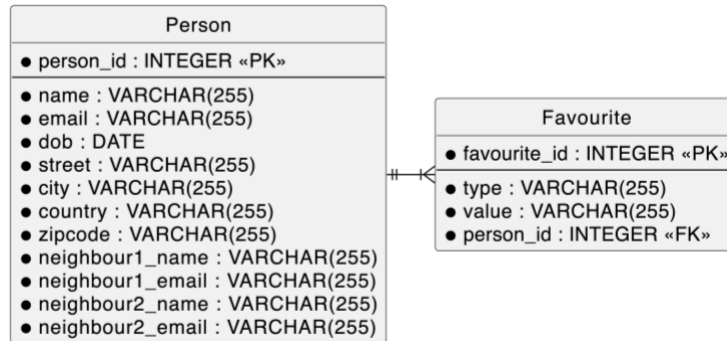 Person
person_id : INTEGER «PK»
name : VARCHAR(255)
email : VARCHAR(255)
dob : DATE
street : VARCHAR(255)
city : VARCHAR(255)
country : VARCHAR(255)
zipcode : VARCHAR(255)
neighbour1_name : VARCHAR(255)
neighbour1_email : VARCHAR(255)
neighbour2_name : VARCHAR(255)
neighbour2_email : VARCHAR(255)
Favourite
favourite_id : INTEGER «PK»
type : VARCHAR(255)
value : VARCHAR(255)
person_id : INTEGER «FK»